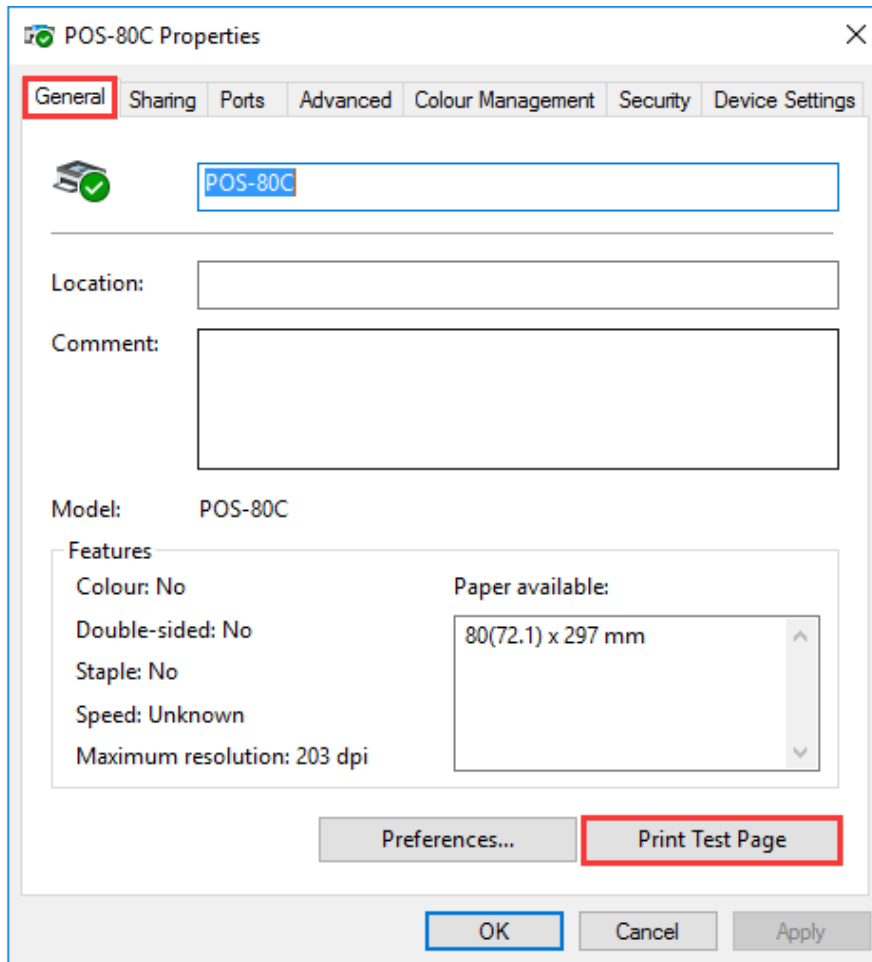 POS-80C Properties
General Sharing Ports Advanced Colour Management Security Device Settings
POS-80C
Location:
Comment:
Model: POS-80C
Features
Colour: No
Double-sided: No
Staple: No
Speed: Unknown
Maximum resolution: 203 dpi
Paper available:
80(72.1) x 297 mm
Preferences... Print Test Page
OK Cancel Apply